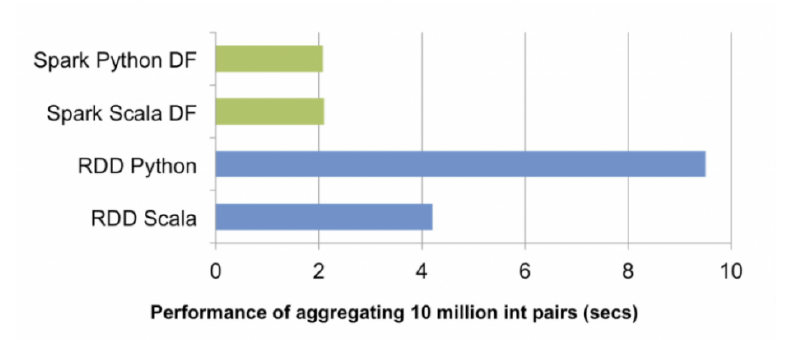 Spark Python DF
Spark Scala DF
RDD Python
RDD Scala
0 2 4 6 8 10
Performance of aggregating 10 million int pairs (secs)